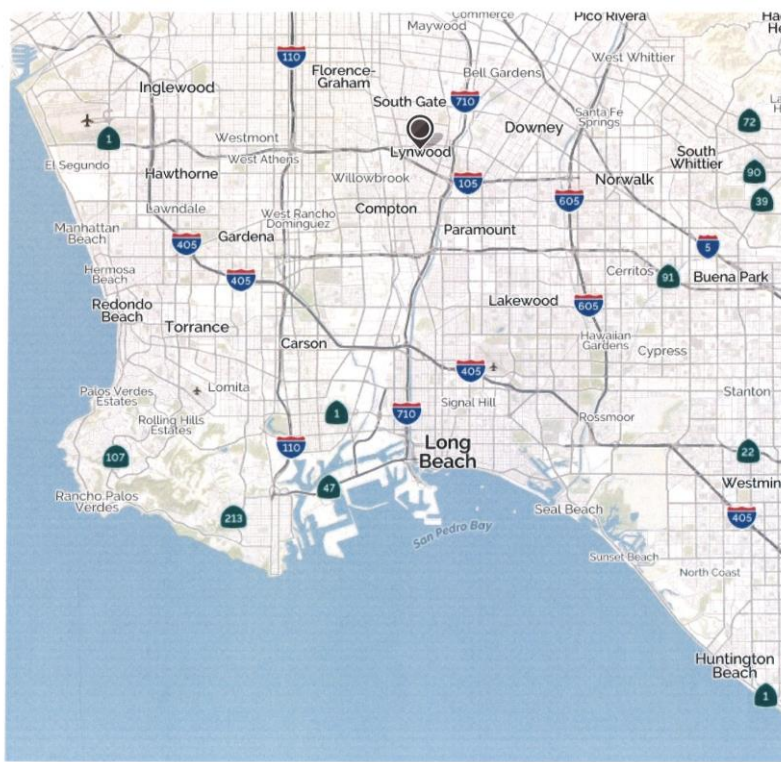 Commerce
Maywood
Pico Rivera
110
Florence-
Graham
Bell Gardens
West Whittier
Inglewood
South Gate
710
Santa Fe
Springs
72
1
Westmont
Downey
El Segundo
West Athens
Lynwood
South
Whittier
Hawthorne
Willowbrook
105
Norwalk
90
605
39
Lawndale
West Rancho
Dominguez
Compton
Manhattan
Beach
405
Gardena
Paramount
5
Hermosa
Beach
405
Cerritos
91
Buena Park
Redondo
Beach
Lakewood
605
Torrance
Carson
Hawaiian
Gardens
Cypress
405
Palos Verdes
Estates
Lomita
Signal Hill
Stanton
Rolling Hills
Estates
1
710
Rossmoor
107
110
Long
Beach
22
Rancho Palos
Verdes
47
Westmin
213
Seal Beach
405
San Pedro Bay
Sunset Beach
North Coast
Huntington
Beach
1